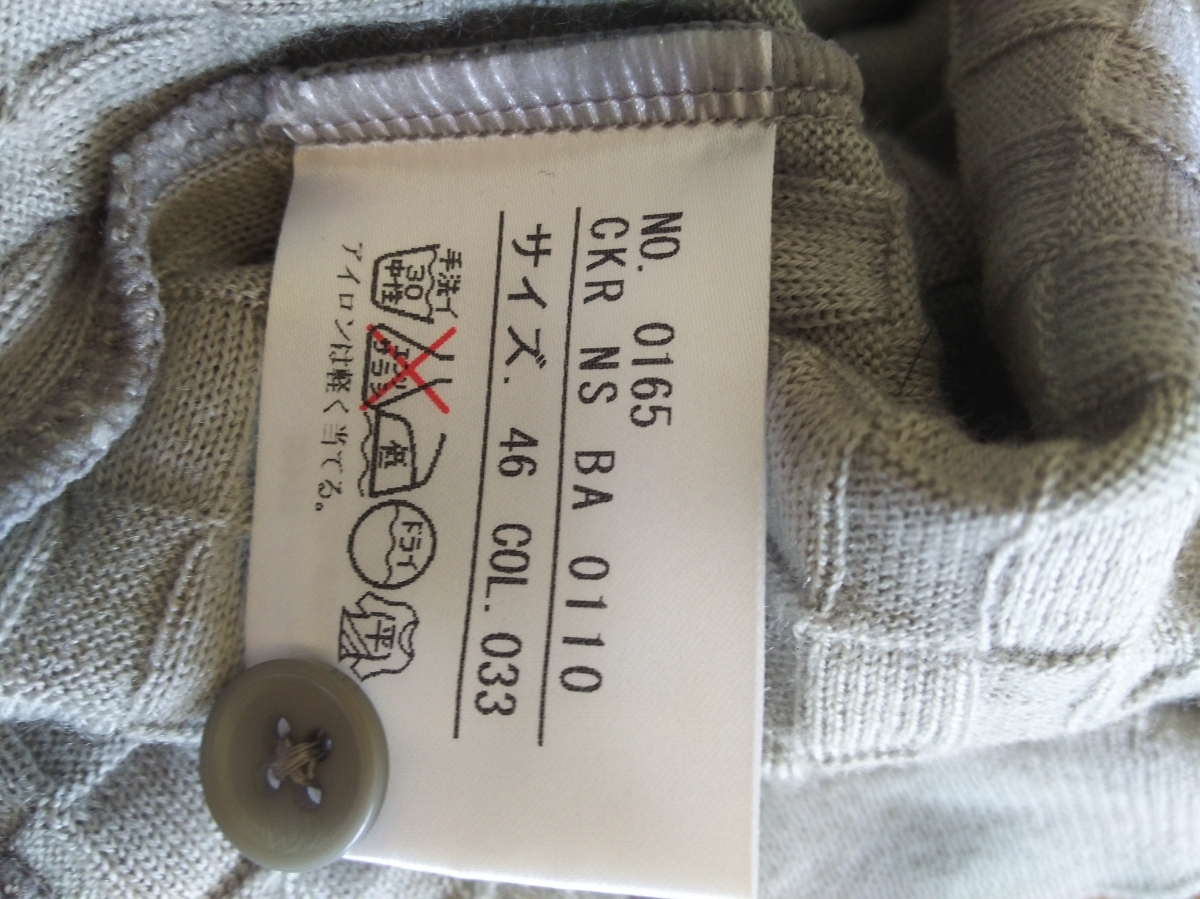 NO. 0165
CKR NS BA 0110
サイズ. 46 COL. 033
手洗イ
30
中性
エンソ
サラシ
低
ドライ
平
アイロンは軽く当てる。